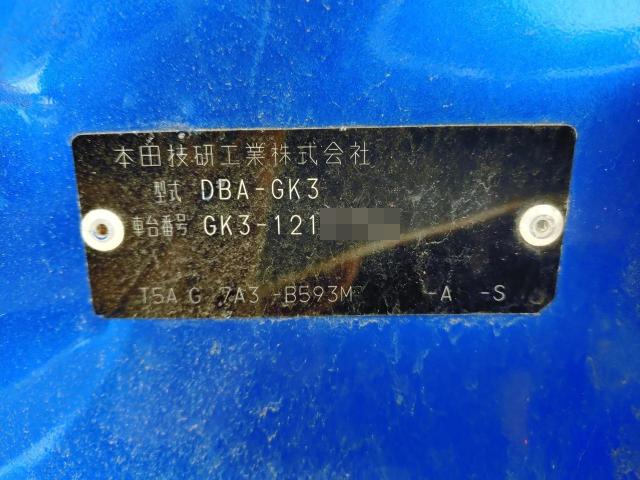 本田技研工業株式会社
型式 DBA-GK3
車台番号 GK3-121
T5A G 7A3 -B593M -A -S